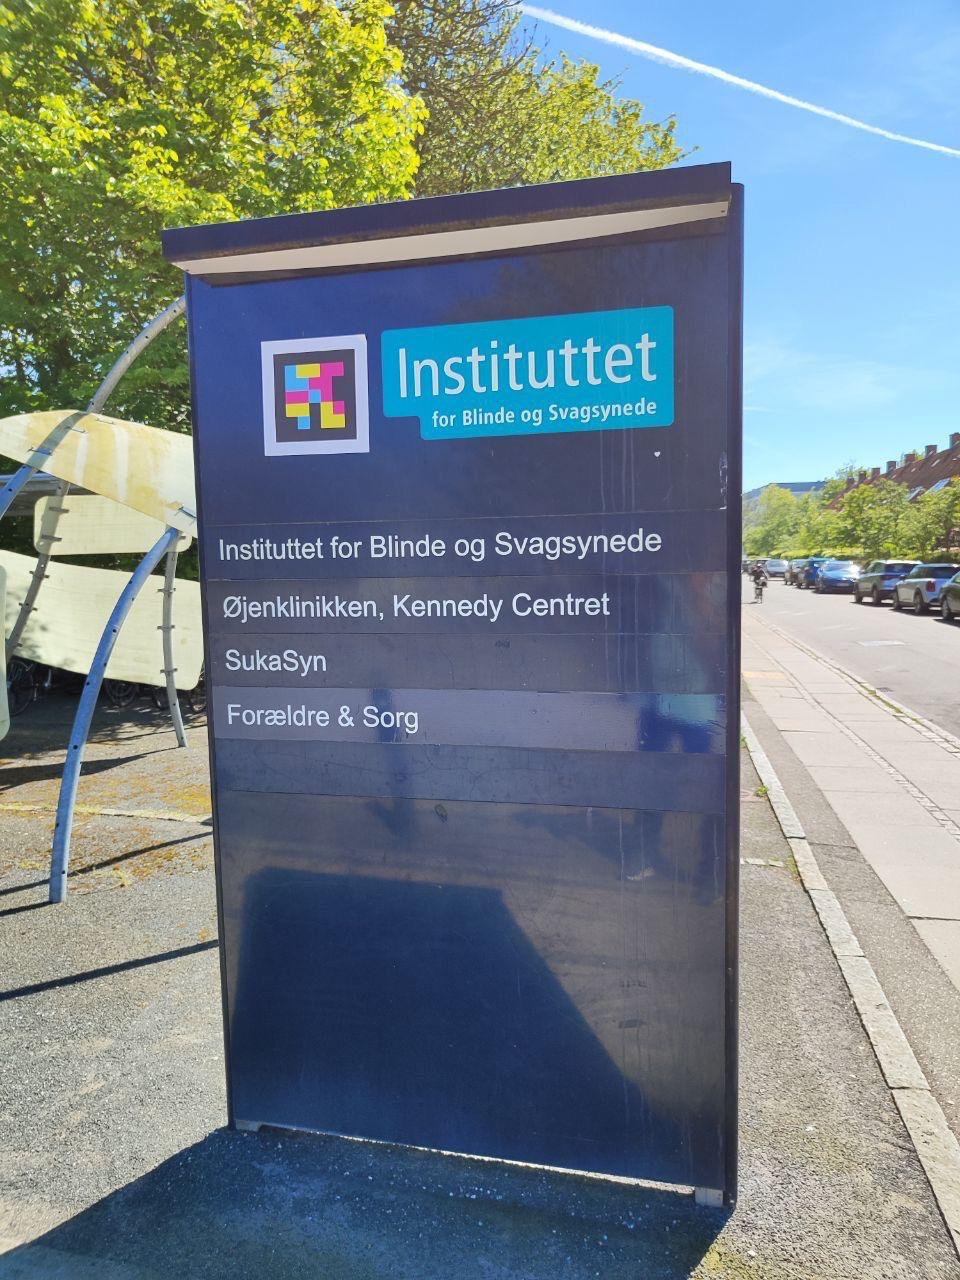 Instituttet
for Blinde og Svagsynede
Instituttet for Blinde og Svagsynede
Øjenklinikken, Kennedy Centret
SukaSyn
Forældre & Sorg